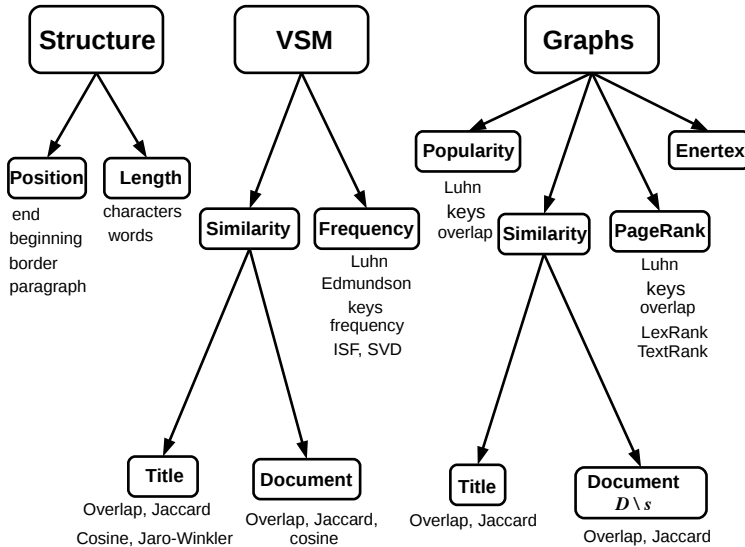 Structure
VSM
Graphs
Position
Length
end
beginning
border
paragraph
characters
words
Similarity
Frequency
Luhn
Edmundson
keys
frequency
ISF, SVD
Title
Overlap, Jaccard
Cosine, Jaro-Winkler
Document
Overlap, Jaccard,
cosine
Popularity
Luhn
keys
overlap
Enertex
Similarity
PageRank
Luhn
keys
overlap
LexRank
TextRank
Title
Overlap, Jaccard
Document
D \ s
Overlap, Jaccard